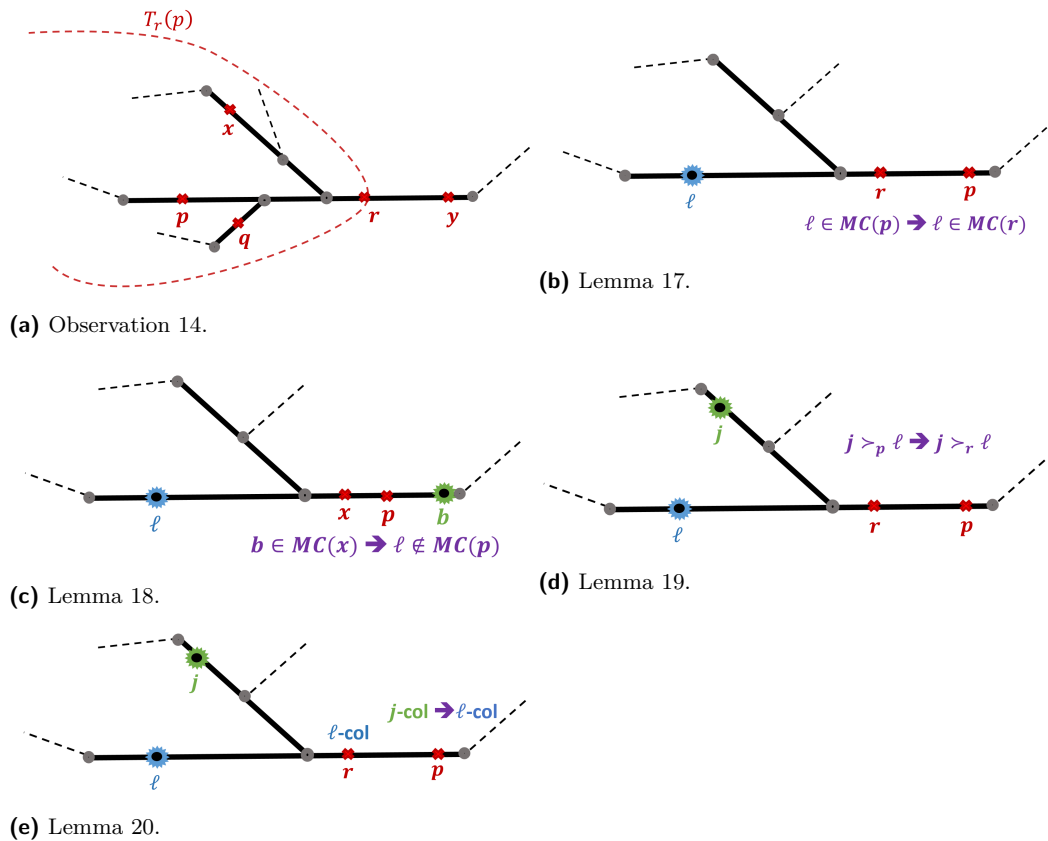 T_r(p)
x
p
r
y
q
(a) Observation 14.
ℓ
r
p
ℓ ∈ MC(p) ➔ ℓ ∈ MC(r)
(b) Lemma 17.
ℓ
x
p
b
b ∈ MC(x) ➔ ℓ ∉ MC(p)
(c) Lemma 18.
j
j ≻_p ℓ ➔ j ≻_r ℓ
ℓ
r
p
(d) Lemma 19.
j
j-col ➔ ℓ-col
ℓ-col
ℓ
r
p
(e) Lemma 20.